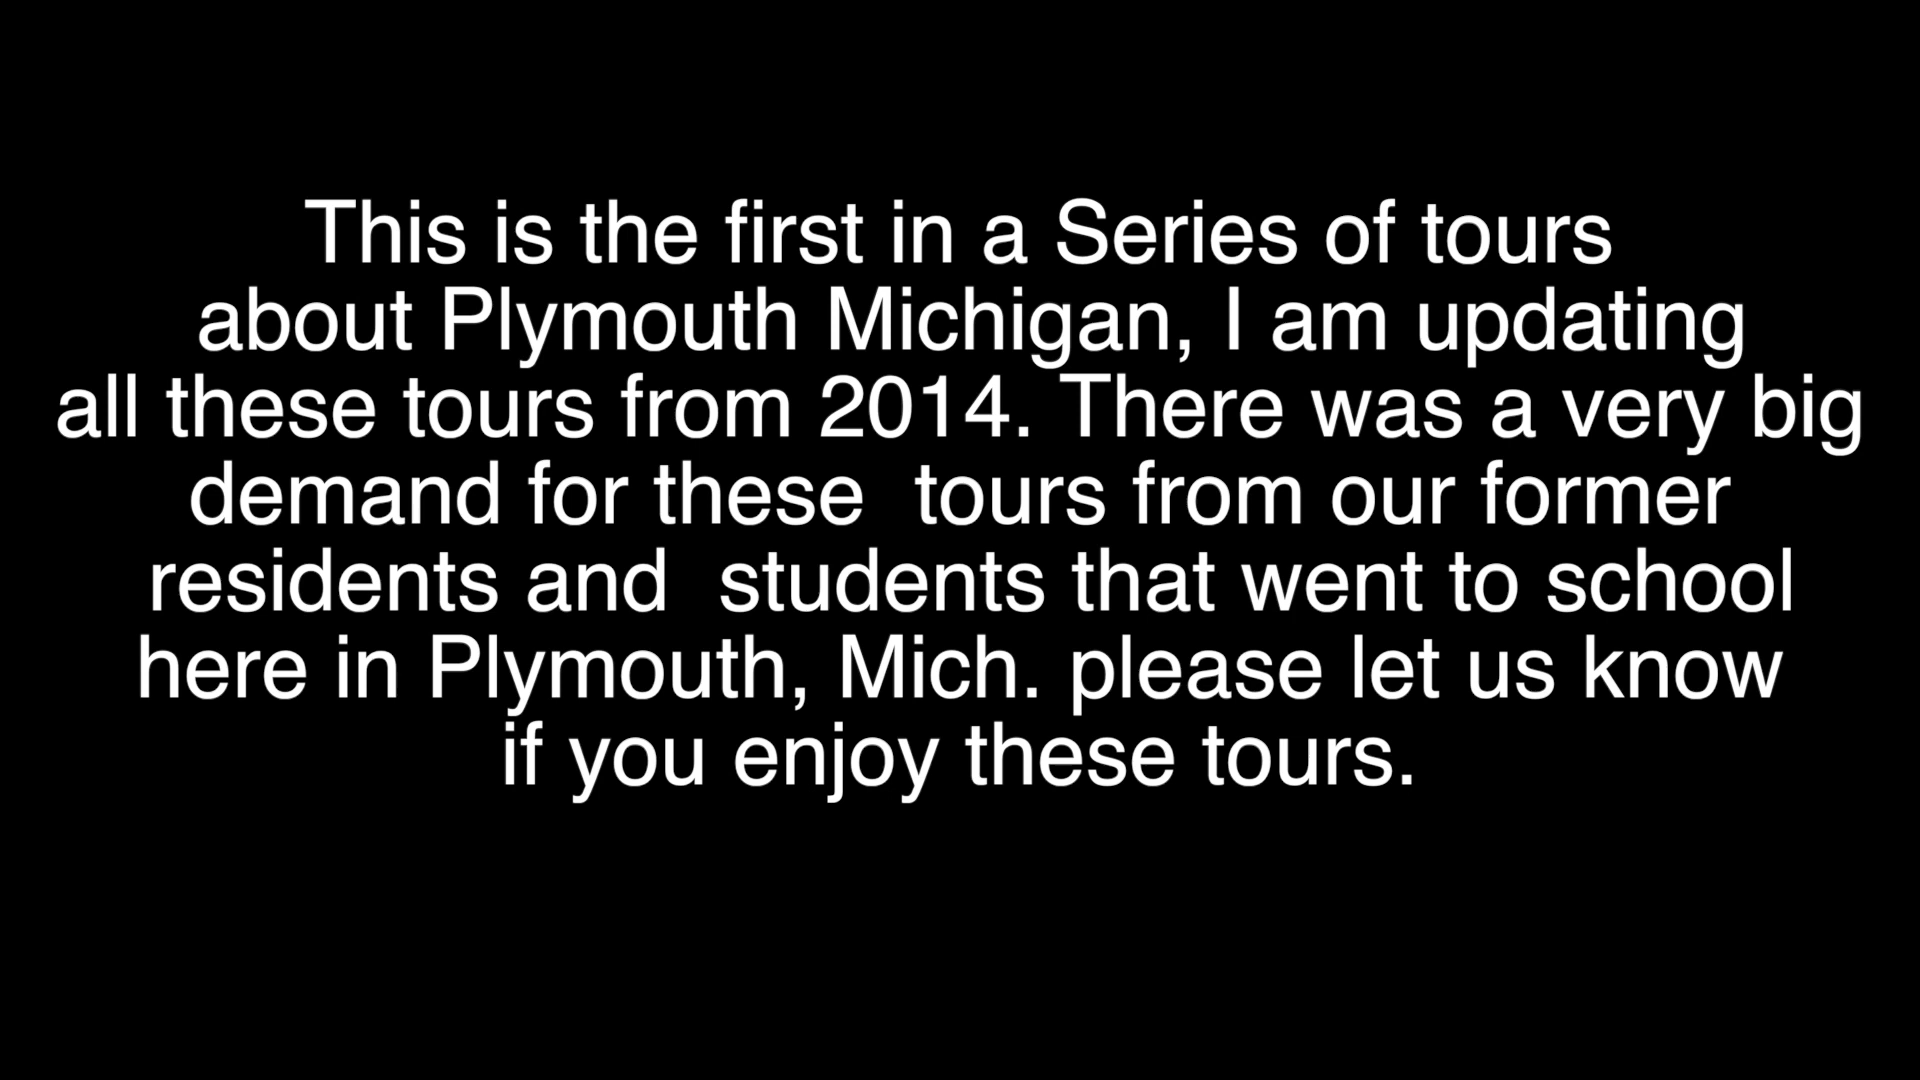 This is the first in a Series of tours
about Plymouth Michigan, I am updating
all these tours from 2014. There was a very big
demand for these  tours from our former
residents and  students that went to school
here in Plymouth, Mich. please let us know
if you enjoy these tours.